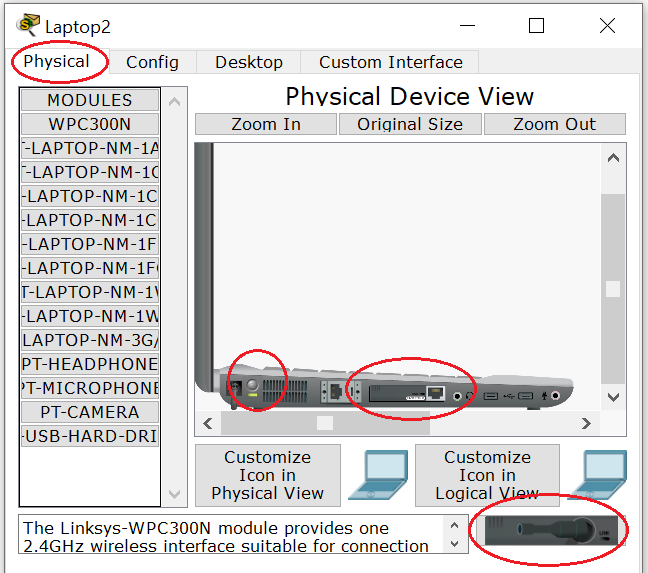 Laptop2
Physical
Config
Desktop
Custom Interface
MODULES
WPC300N
T-LAPTOP-NM-1A
T-LAPTOP-NM-1C
-LAPTOP-NM-1C
-LAPTOP-NM-1C
-LAPTOP-NM-1F
-LAPTOP-NM-1F
T-LAPTOP-NM-1W
-LAPTOP-NM-1W
LAPTOP-NM-3G/
PT-HEADPHONE
PT-MICROPHONE
PT-CAMERA
-USB-HARD-DRI
Physical Device View
Zoom In
Original Size
Zoom Out
Customize
Icon in
Physical View
Customize
Icon in
Logical View
The Linksys-WPC300N module provides one
2.4GHz wireless interface suitable for connection